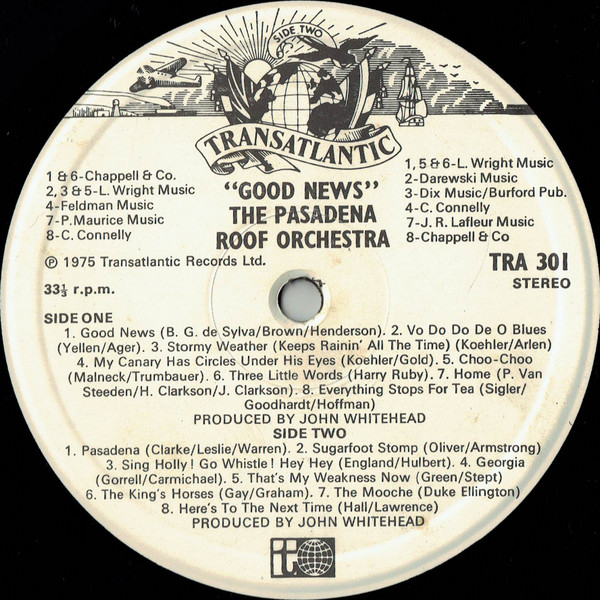 SIDE TWO
TRANSATLANTIC
1 & 6-Chappell & Co.
2, 3 & 5-L. Wright Music
4-Feldman Music
7-P.Maurice Music
8-C. Connelly
"GOOD NEWS"
THE PASADENA
ROOF ORCHESTRA
1, 5 & 6-L. Wright Music
2-Darewski Music
3-Dix Music/Burford Pub.
4-C. Connelly
7-J. R. Lafleur Music
8-Chappell & Co
℗ 1975 Transatlantic Records Ltd.
TRA 301
33⅓ r.p.m.
STEREO
SIDE ONE
1. Good News (B. G. de Sylva/Brown/Henderson). 2. Vo Do Do De O Blues
(Yellen/Ager). 3. Stormy Weather (Keeps Rainin' All The Time) (Koehler/Arlen)
4. My Canary Has Circles Under His Eyes (Koehler/Gold). 5. Choo-Choo
(Malneck/Trumbauer). 6. Three Little Words (Harry Ruby). 7. Home (P. Van
Steeden/H. Clarkson/J. Clarkson). 8. Everything Stops For Tea (Sigler/
Goodhardt/Hoffman)
PRODUCED BY JOHN WHITEHEAD
SIDE TWO
1. Pasadena (Clarke/Leslie/Warren). 2. Sugarfoot Stomp (Oliver/Armstrong)
3. Sing Holly! Go Whistle! Hey Hey (England/Hulbert). 4. Georgia
(Gorrell/Carmichael). 5. That's My Weakness Now (Green/Stept)
6. The King's Horses (Gay/Graham). 7. The Mooche (Duke Ellington)
8. Here's To The Next Time (Hall/Lawrence)
PRODUCED BY JOHN WHITEHEAD